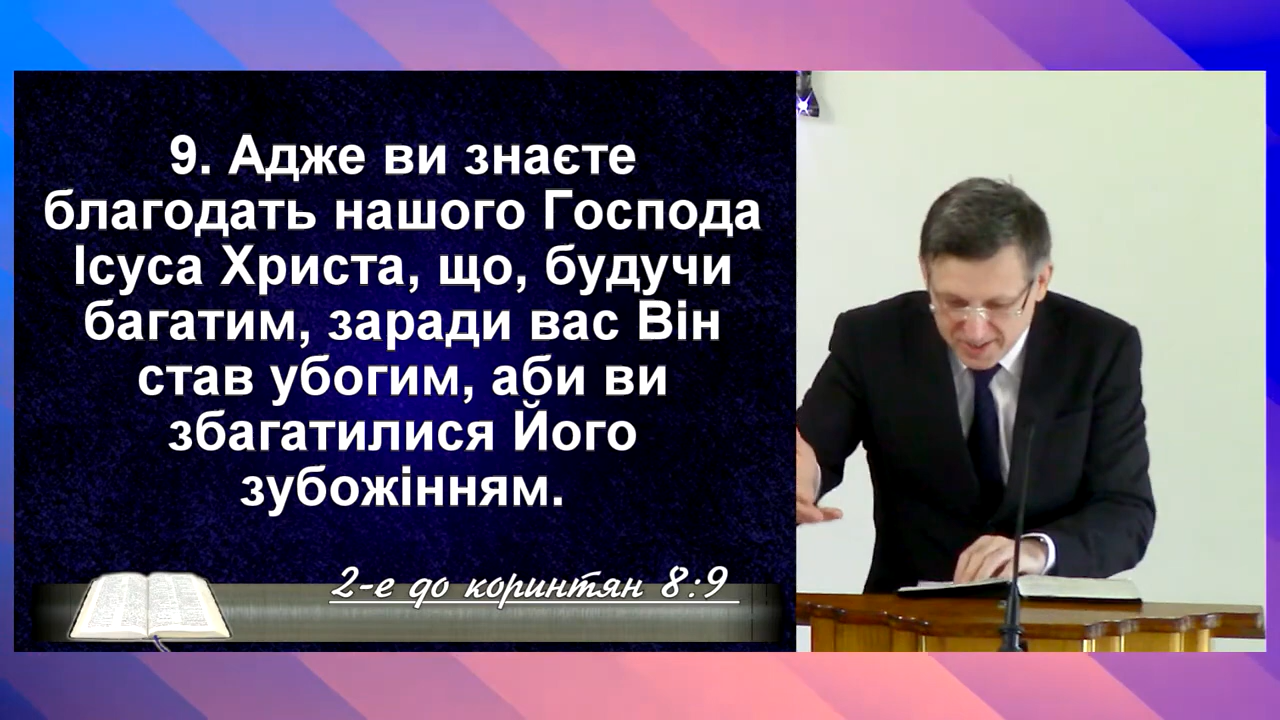 9. Адже ви знаєте
благодать нашого Господа
Ісуса Христа, що, будучи
багатим, заради вас Він
став убогим, аби ви
збагатилися Його
зубожінням.
2-е до коринтян 8:9